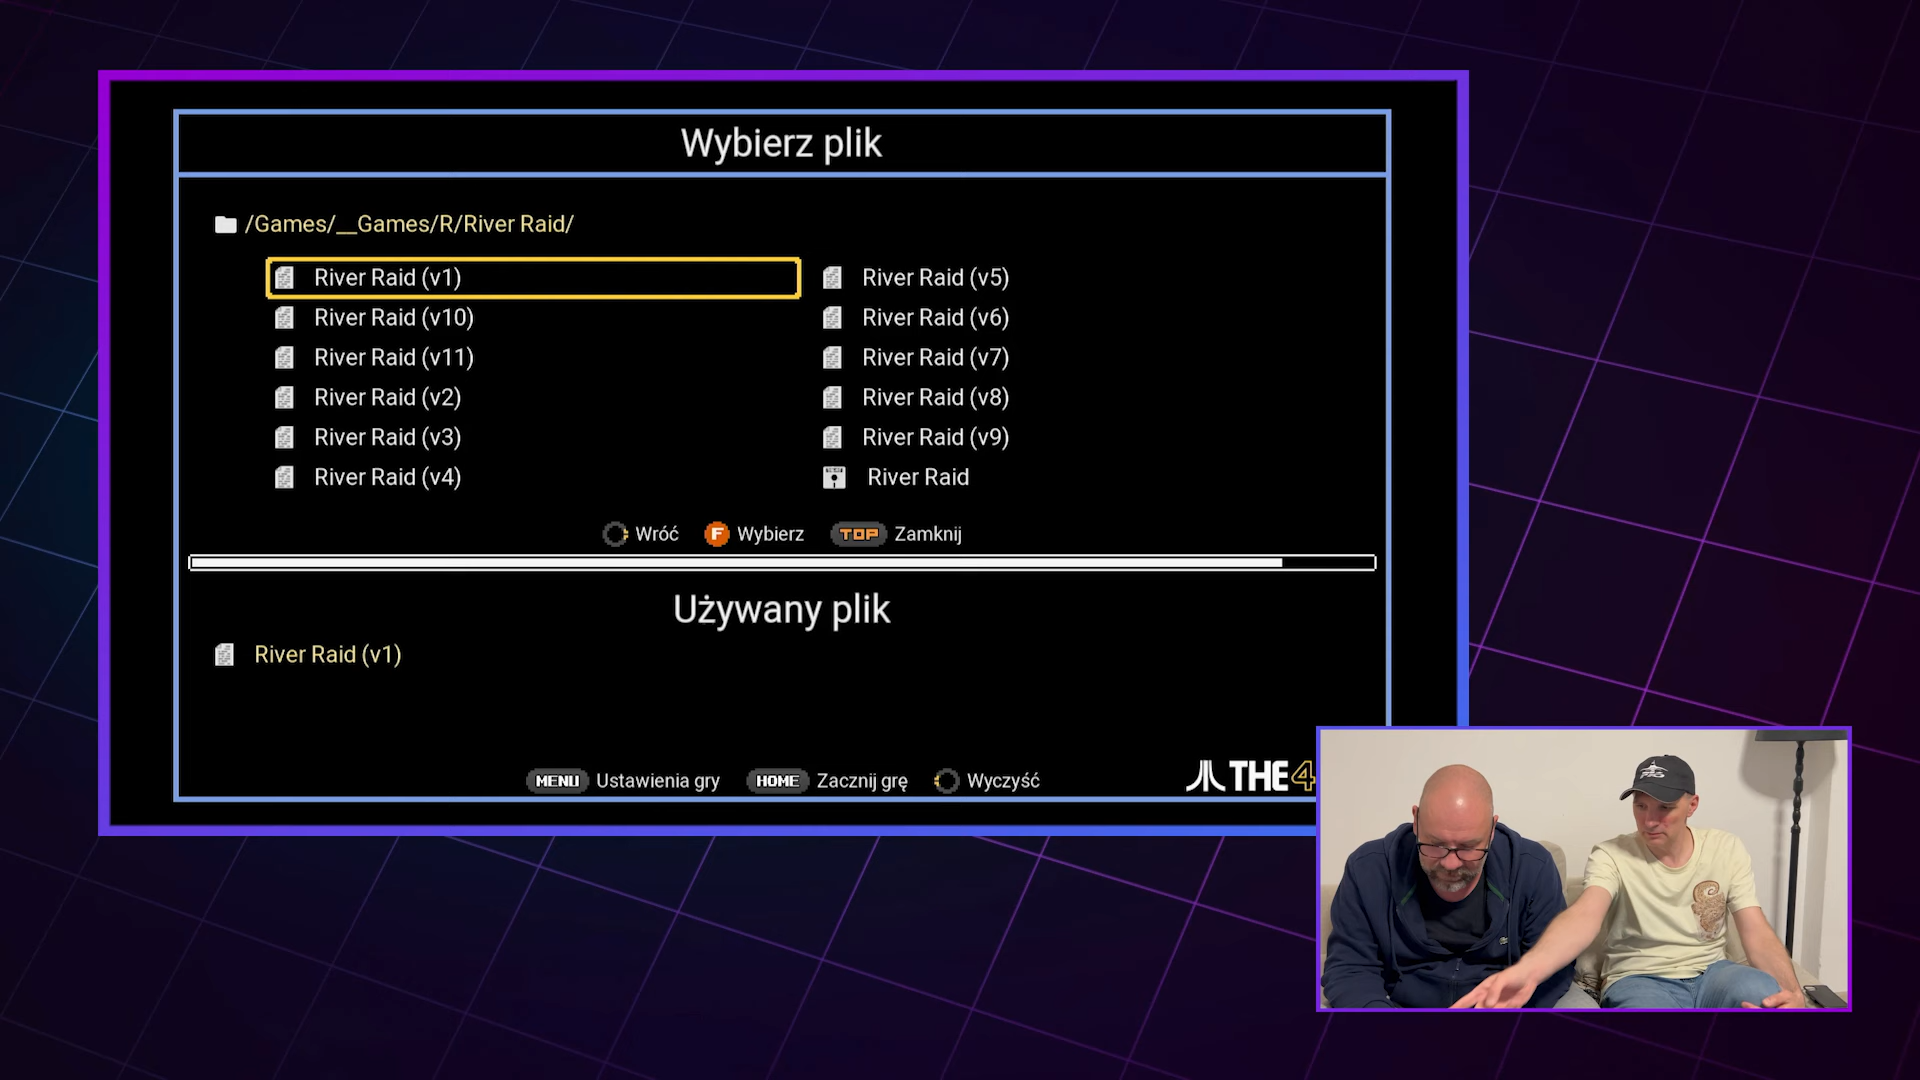 Wybierz plik
/Games/__Games/R/River Raid/
River Raid (v1)
River Raid (v10)
River Raid (v11)
River Raid (v2)
River Raid (v3)
River Raid (v4)
River Raid (v5)
River Raid (v6)
River Raid (v7)
River Raid (v8)
River Raid (v9)
River Raid
Wróć F Wybierz TOP Zamknij
Używany plik
River Raid (v1)
MENU Ustawienia gry HOME Zacznij grę Wyczyść
THE4